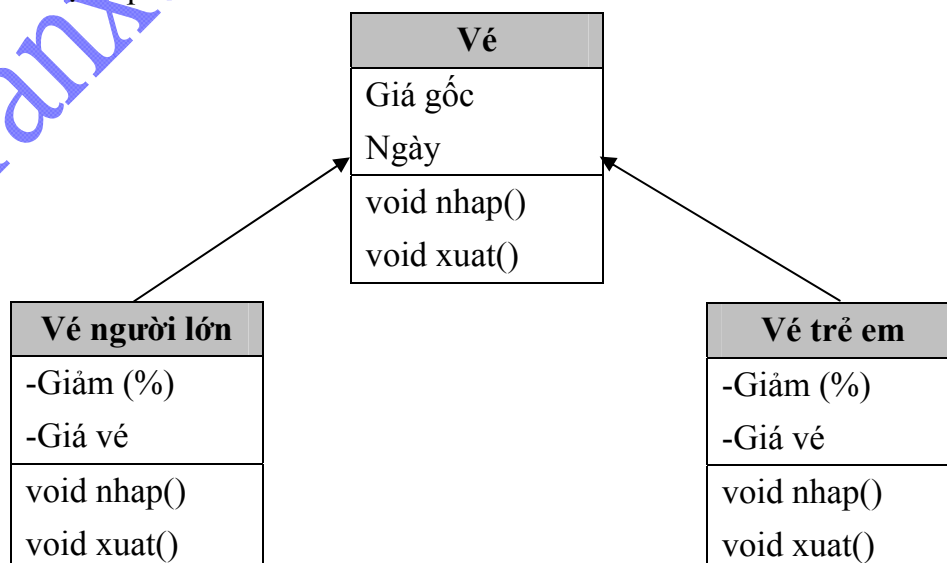 Vé
Giá gốc
Ngày
void nhap()
void xuat()
Vé người lớn
-Giảm (%)
-Giá vé
void nhap()
void xuat()
Vé trẻ em
-Giảm (%)
-Giá vé
void nhap()
void xuat()